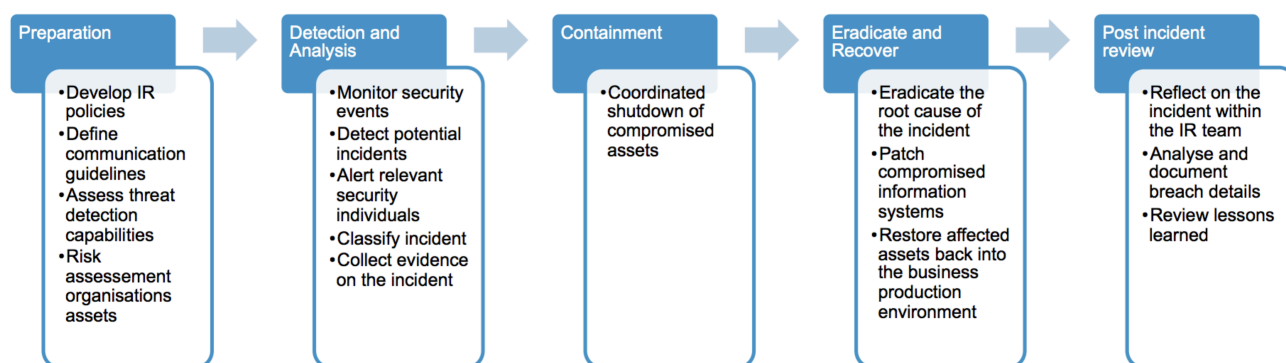 Preparation
•Develop IR
policies
•Define
communication
guidelines
•Assess threat
detection
capabilities
•Risk
assessement
organisations
assets
Detection and
Analysis
•Monitor security
events
•Detect potential
incidents
•Alert relevant
security
individuals
•Classify incident
•Collect evidence
on the incident
Containment
•Coordinated
shutdown of
compromised
assets
Eradicate and
Recover
•Eradicate the
root cause of
the incident
•Patch
compromised
information
systems
•Restore affected
assets back into
the business
production
environment
Post incident
review
•Reflect on the
incident within
the IR team
•Analyse and
document
breach details
•Review lessons
learned